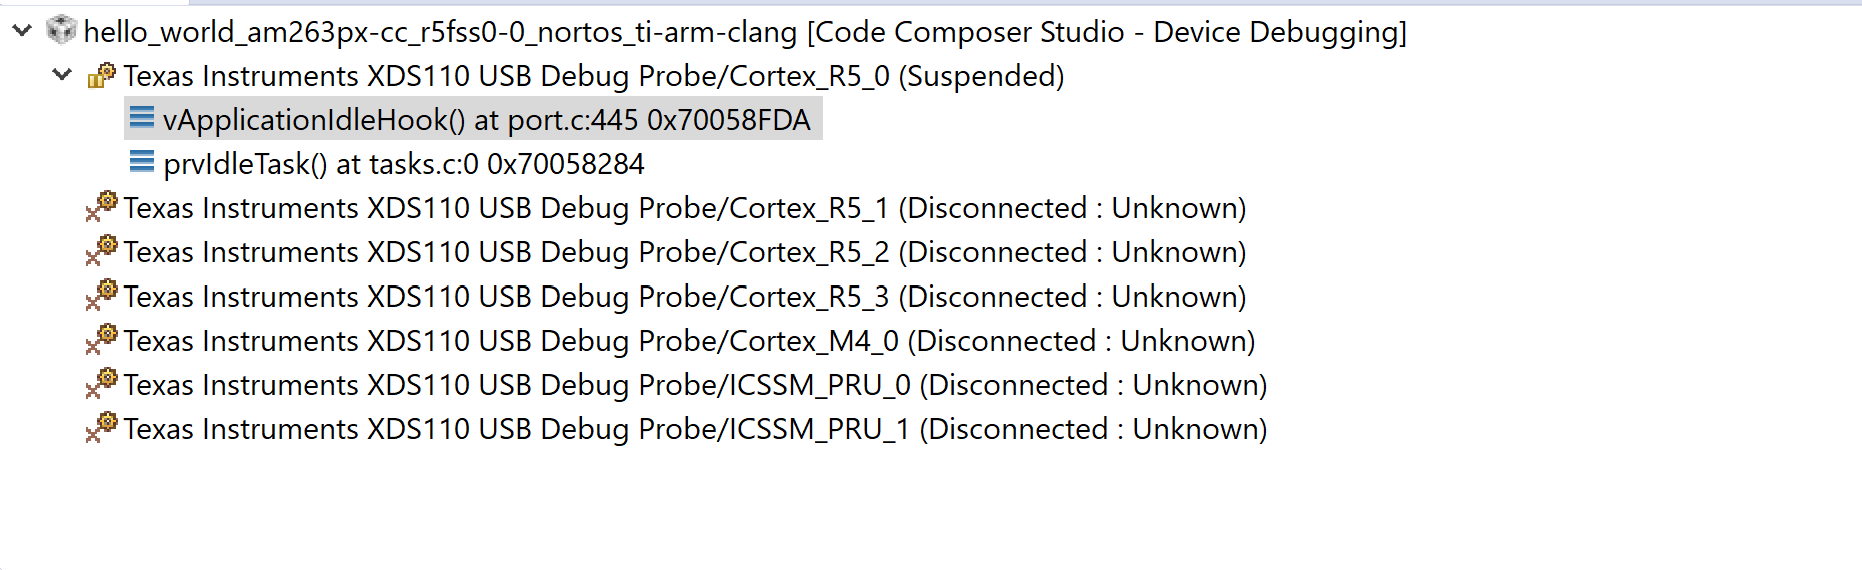 hello_world_am263px-cc_r5fss0-0_nortos_ti-arm-clang [Code Composer Studio - Device Debugging]
Texas Instruments XDS110 USB Debug Probe/Cortex_R5_0 (Suspended)
vApplicationIdleHook() at port.c:445 0x70058FDA
prvIdleTask() at tasks.c:0 0x70058284
Texas Instruments XDS110 USB Debug Probe/Cortex_R5_1 (Disconnected : Unknown)
Texas Instruments XDS110 USB Debug Probe/Cortex_R5_2 (Disconnected : Unknown)
Texas Instruments XDS110 USB Debug Probe/Cortex_R5_3 (Disconnected : Unknown)
Texas Instruments XDS110 USB Debug Probe/Cortex_M4_0 (Disconnected : Unknown)
Texas Instruments XDS110 USB Debug Probe/ICSSM_PRU_0 (Disconnected : Unknown)
Texas Instruments XDS110 USB Debug Probe/ICSSM_PRU_1 (Disconnected : Unknown)